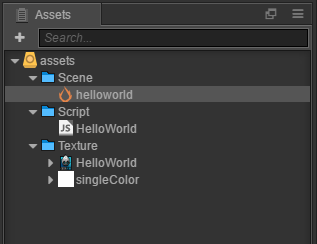 Assets
Search...
assets
Scene
helloworld
Script
JS HelloWorld
Texture
HelloWorld
singleColor